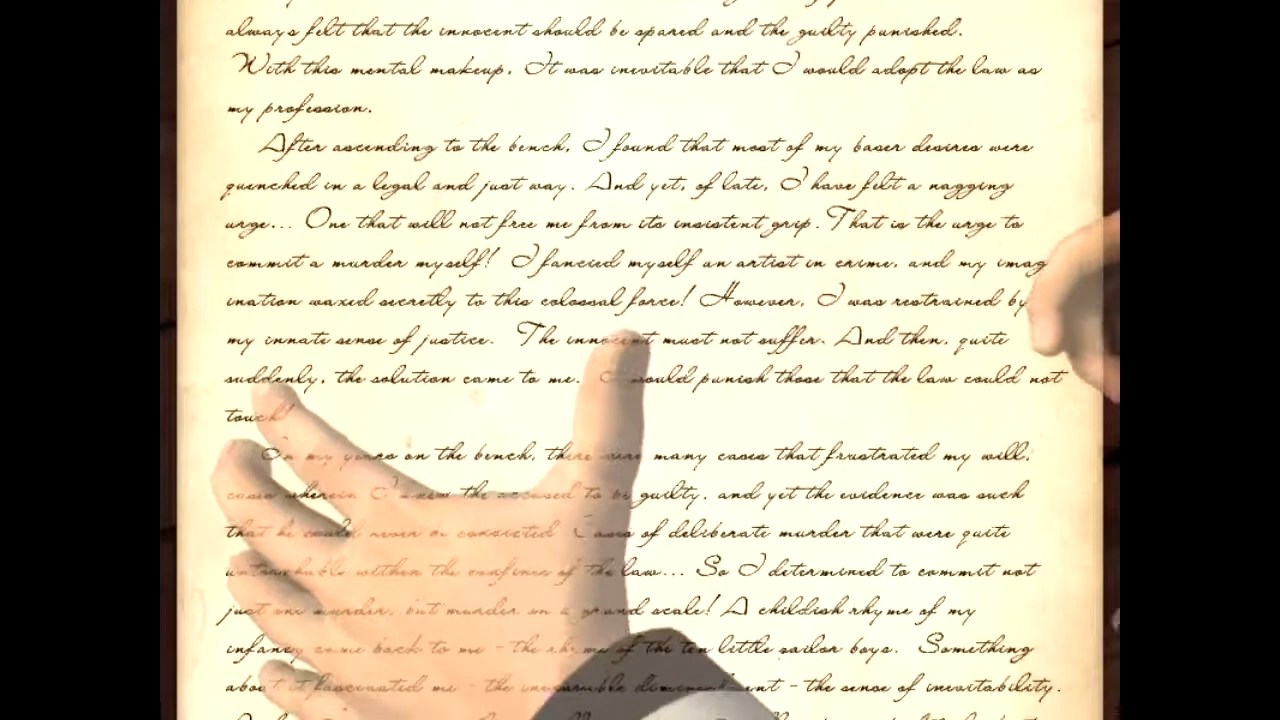 always felt that the innocent should be spared and the guilty punished.
With this mental makeup, It was inevitable that I would adopt the law as
my profession.
After ascending to the bench, I found that most of my baser desires were
quenched in a legal and just way. And yet, of late, I have felt a nagging
urge... One that will not free me from its insistent grip. That is the urge to
commit a murder myself! I fancied myself an artist in crime, and my imag
ination waxed secretly to this colossal force! However, I was restrained by
my innate sense of justice. The innocent must not suffer. And then, quite
suddenly, the solution came to me. I would punish those that the law could not
touch!
In my years on the bench, there were many cases that frustrated my will,
cases wherein I knew the accused to be guilty, and yet the evidence was such
that he could never be convicted. Cases of deliberate murder that were quite
untouchable within the confines of the law... So I determined to commit not
just one murder, but murder on a grand scale! A childish rhyme of my
infancy came back to me - the rhyme of the ten little sailor boys. Something
about it fascinated me - the inexorable diminishment - the sense of inevitability.